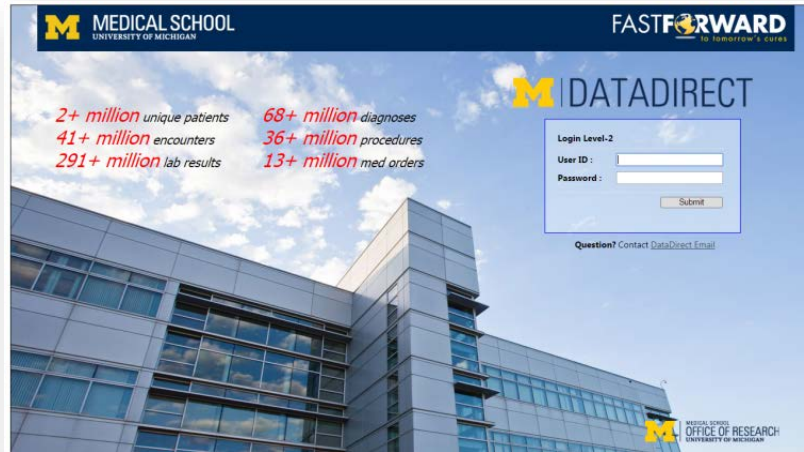 M MEDICAL SCHOOL
UNIVERSITY OF MICHIGAN
FASTFORWARD
to tomorrow's cures
M DATADIRECT
2+ million unique patients 68+ million diagnoses
41+ million encounters 36+ million procedures
291+ million lab results 13+ million med orders
Login Level-2
User ID :
Password :
Submit
Question? Contact DataDirect Email
M MEDICAL SCHOOL
OFFICE OF RESEARCH
UNIVERSITY OF MICHIGAN